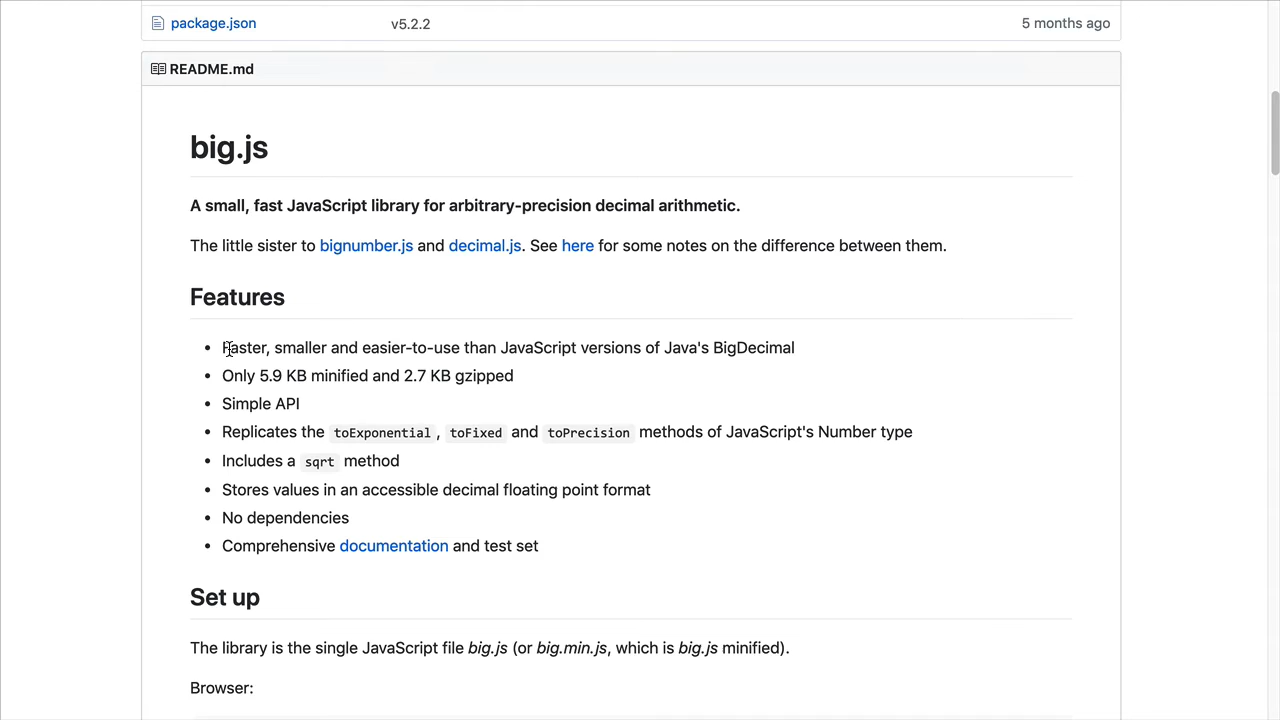 package.json v5.2.2 5 months ago
README.md
big.js
A small, fast JavaScript library for arbitrary-precision decimal arithmetic.
The little sister to bignumber.js and decimal.js. See here for some notes on the difference between them.
Features
• Faster, smaller and easier-to-use than JavaScript versions of Java's BigDecimal
• Only 5.9 KB minified and 2.7 KB gzipped
• Simple API
• Replicates the toExponential, toFixed and toPrecision methods of JavaScript's Number type
• Includes a sqrt method
• Stores values in an accessible decimal floating point format
• No dependencies
• Comprehensive documentation and test set
Set up
The library is the single JavaScript file big.js (or big.min.js, which is big.js minified).
Browser: